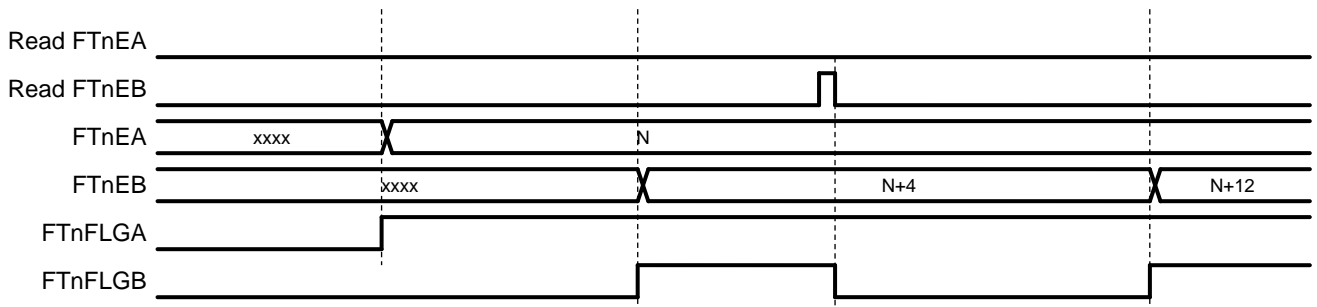 Read FTnEA
Read FTnEB
FTnEA xxxx N
FTnEB xxxx N+4 N+12
FTnFLGA
FTnFLGB